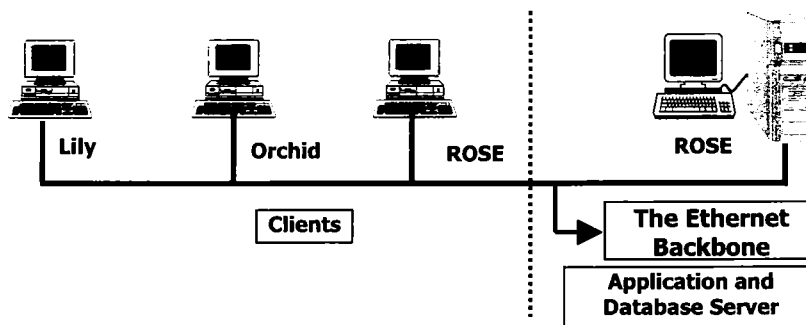 Lily
Orchid
ROSE
ROSE
Clients
The Ethernet
Backbone
Application and
Database Server